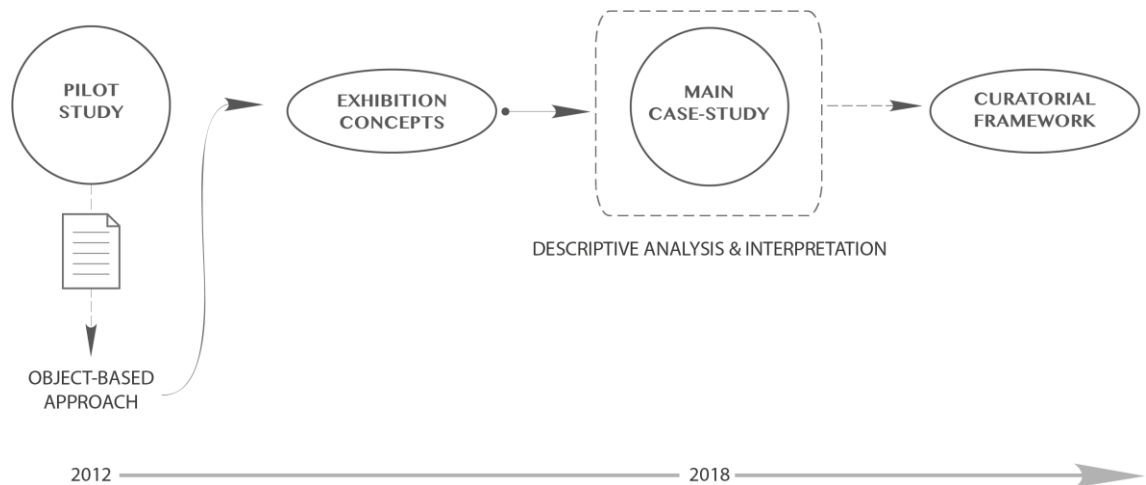 PILOT
STUDY
OBJECT-BASED
APPROACH
EXHIBITION
CONCEPTS
MAIN
CASE-STUDY
DESCRIPTIVE ANALYSIS & INTERPRETATION
CURATORIAL
FRAMEWORK
2012
2018